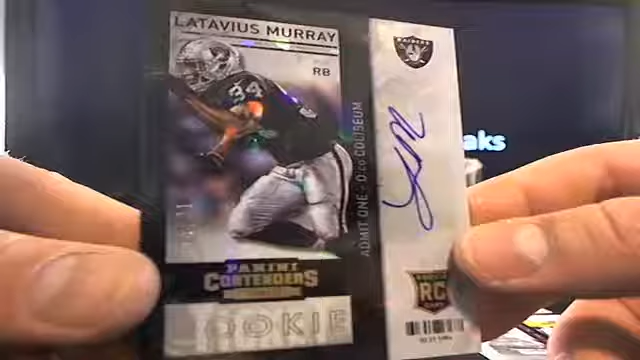 LATAVIUS MURRAY
RB
34
ADMIT ONE - O.co COLISEUM
RAIDERS
PANINI
CONTENDERS
ROOKIE
RC
aks